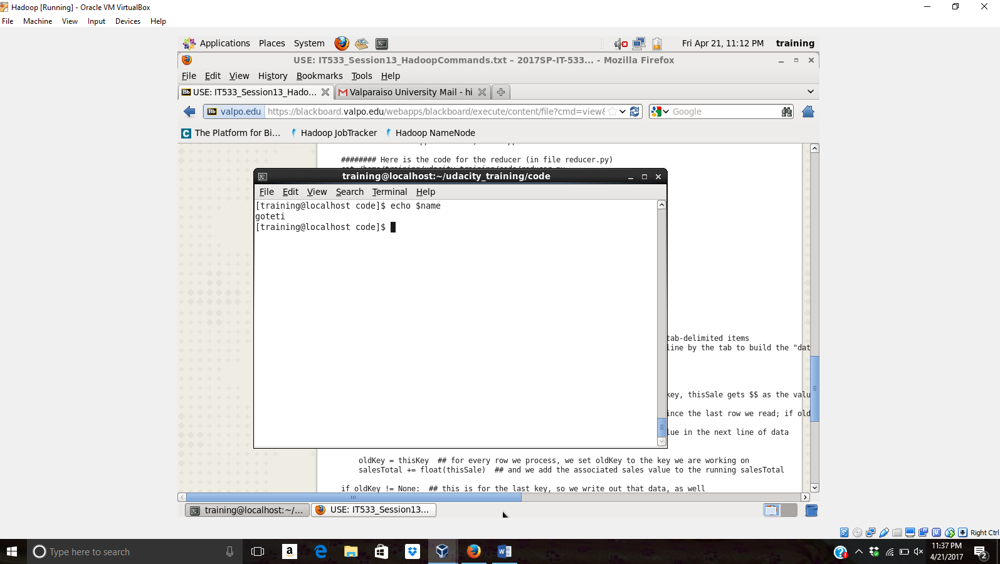 Hadoop [Running] - Oracle VM VirtualBox
File Machine View Input Devices Help
Applications Places System Fri Apr 21, 11:12 PM training
USE: IT533_Session13_HadoopCommands.txt – 2017SP-IT-533... - Mozilla Firefox
File Edit View History Bookmarks Tools Help
USE: IT533_Session13_Hado... Valparaiso University Mail - hi
valpo.edu https://blackboard.valpo.edu/webapps/blackboard/execute/content/file?cmd=view& Google
The Platform for Bi... Hadoop JobTracker Hadoop NameNode
######## Here is the code for the reducer (in file reducer.py)
training@localhost:~/udacity_training/code
File Edit View Search Terminal Help
[training@localhost code]$ echo $name
goteti
[training@localhost code]$
tab-delimited items
line by the tab to build the "dat
key, thisSale gets $$ as the valu
ince the last row we read; if old
lue in the next line of data
oldKey = thisKey ## for every row we process, we set oldKey to the key we are working on
salesTotal += float(thisSale) ## and we add the associated sales value to the running salesTotal
if oldKey != None: ## this is for the last key, so we write out that data, as well
training@localhost:~/... USE: IT533_Session13...
Right Ctrl
Type here to search
11:37 PM
4/21/2017
2